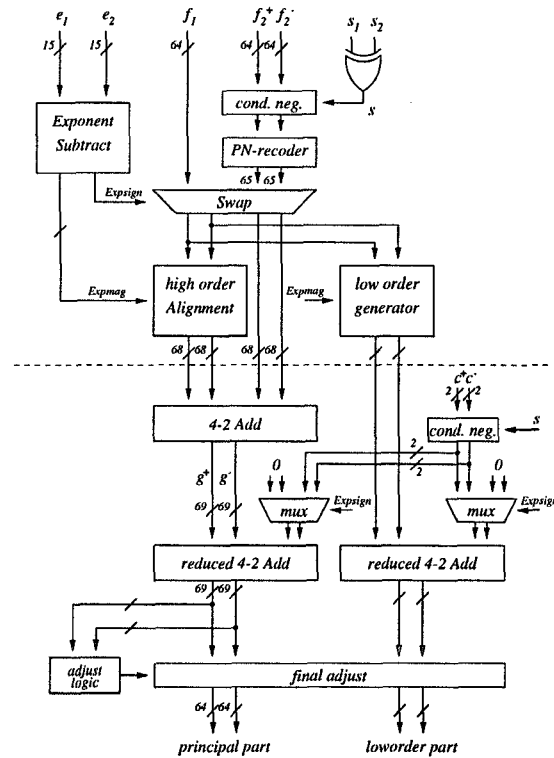 e1 e2 f1 f2+ f2- s1 s2
15 15 64 64 64
cond. neg.
s
Exponent
Subtract
PN-recoder
65 65
Expsign
Swap
high order
Alignment
low order
generator
Expmag
Expmag
68 68 68 68
c+ c-
2 2
4-2 Add
cond. neg.
s
2
2
g+ g-
0
0
Expsign
Expsign
69 69
mux
mux
reduced 4-2 Add
reduced 4-2 Add
69 69
adjust
logic
final adjust
64 64
principal part
loworder part